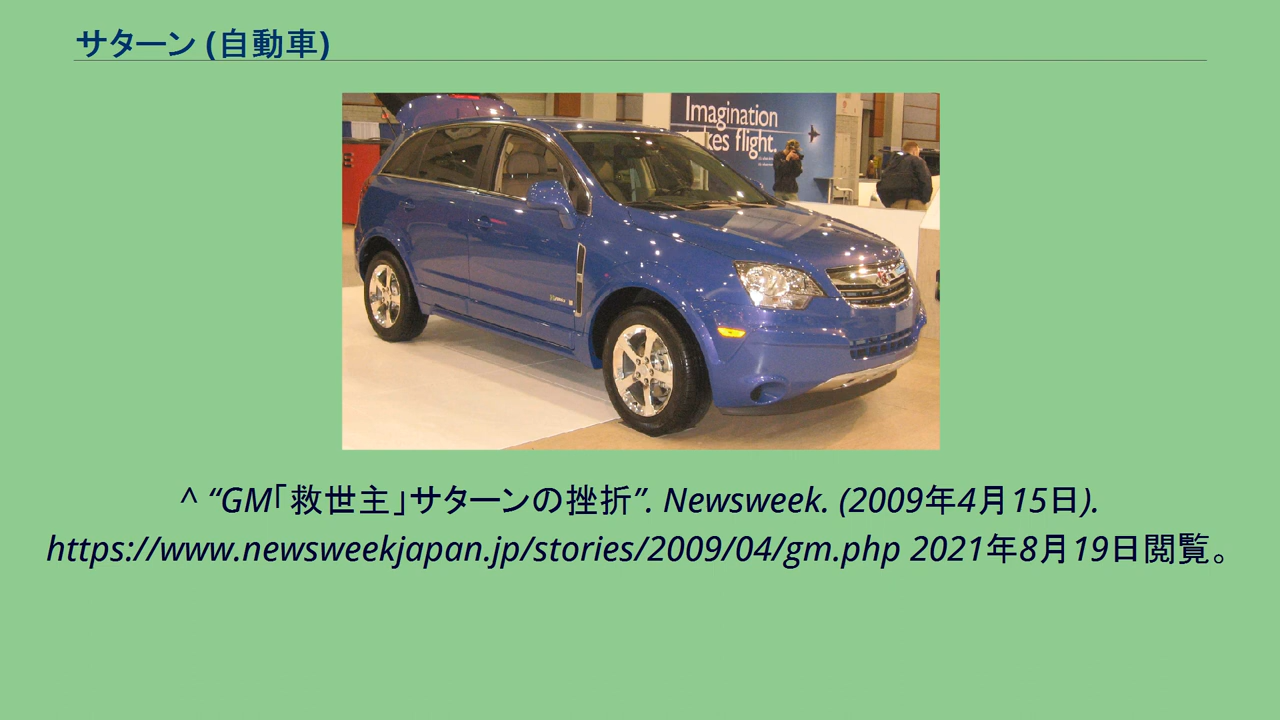 サターン (自動車)
Imagination
kes flight.
^ “GM「救世主」サターンの挫折”. Newsweek. (2009年4月15日).
https://www.newsweekjapan.jp/stories/2009/04/gm.php 2021年8月19日閲覧。